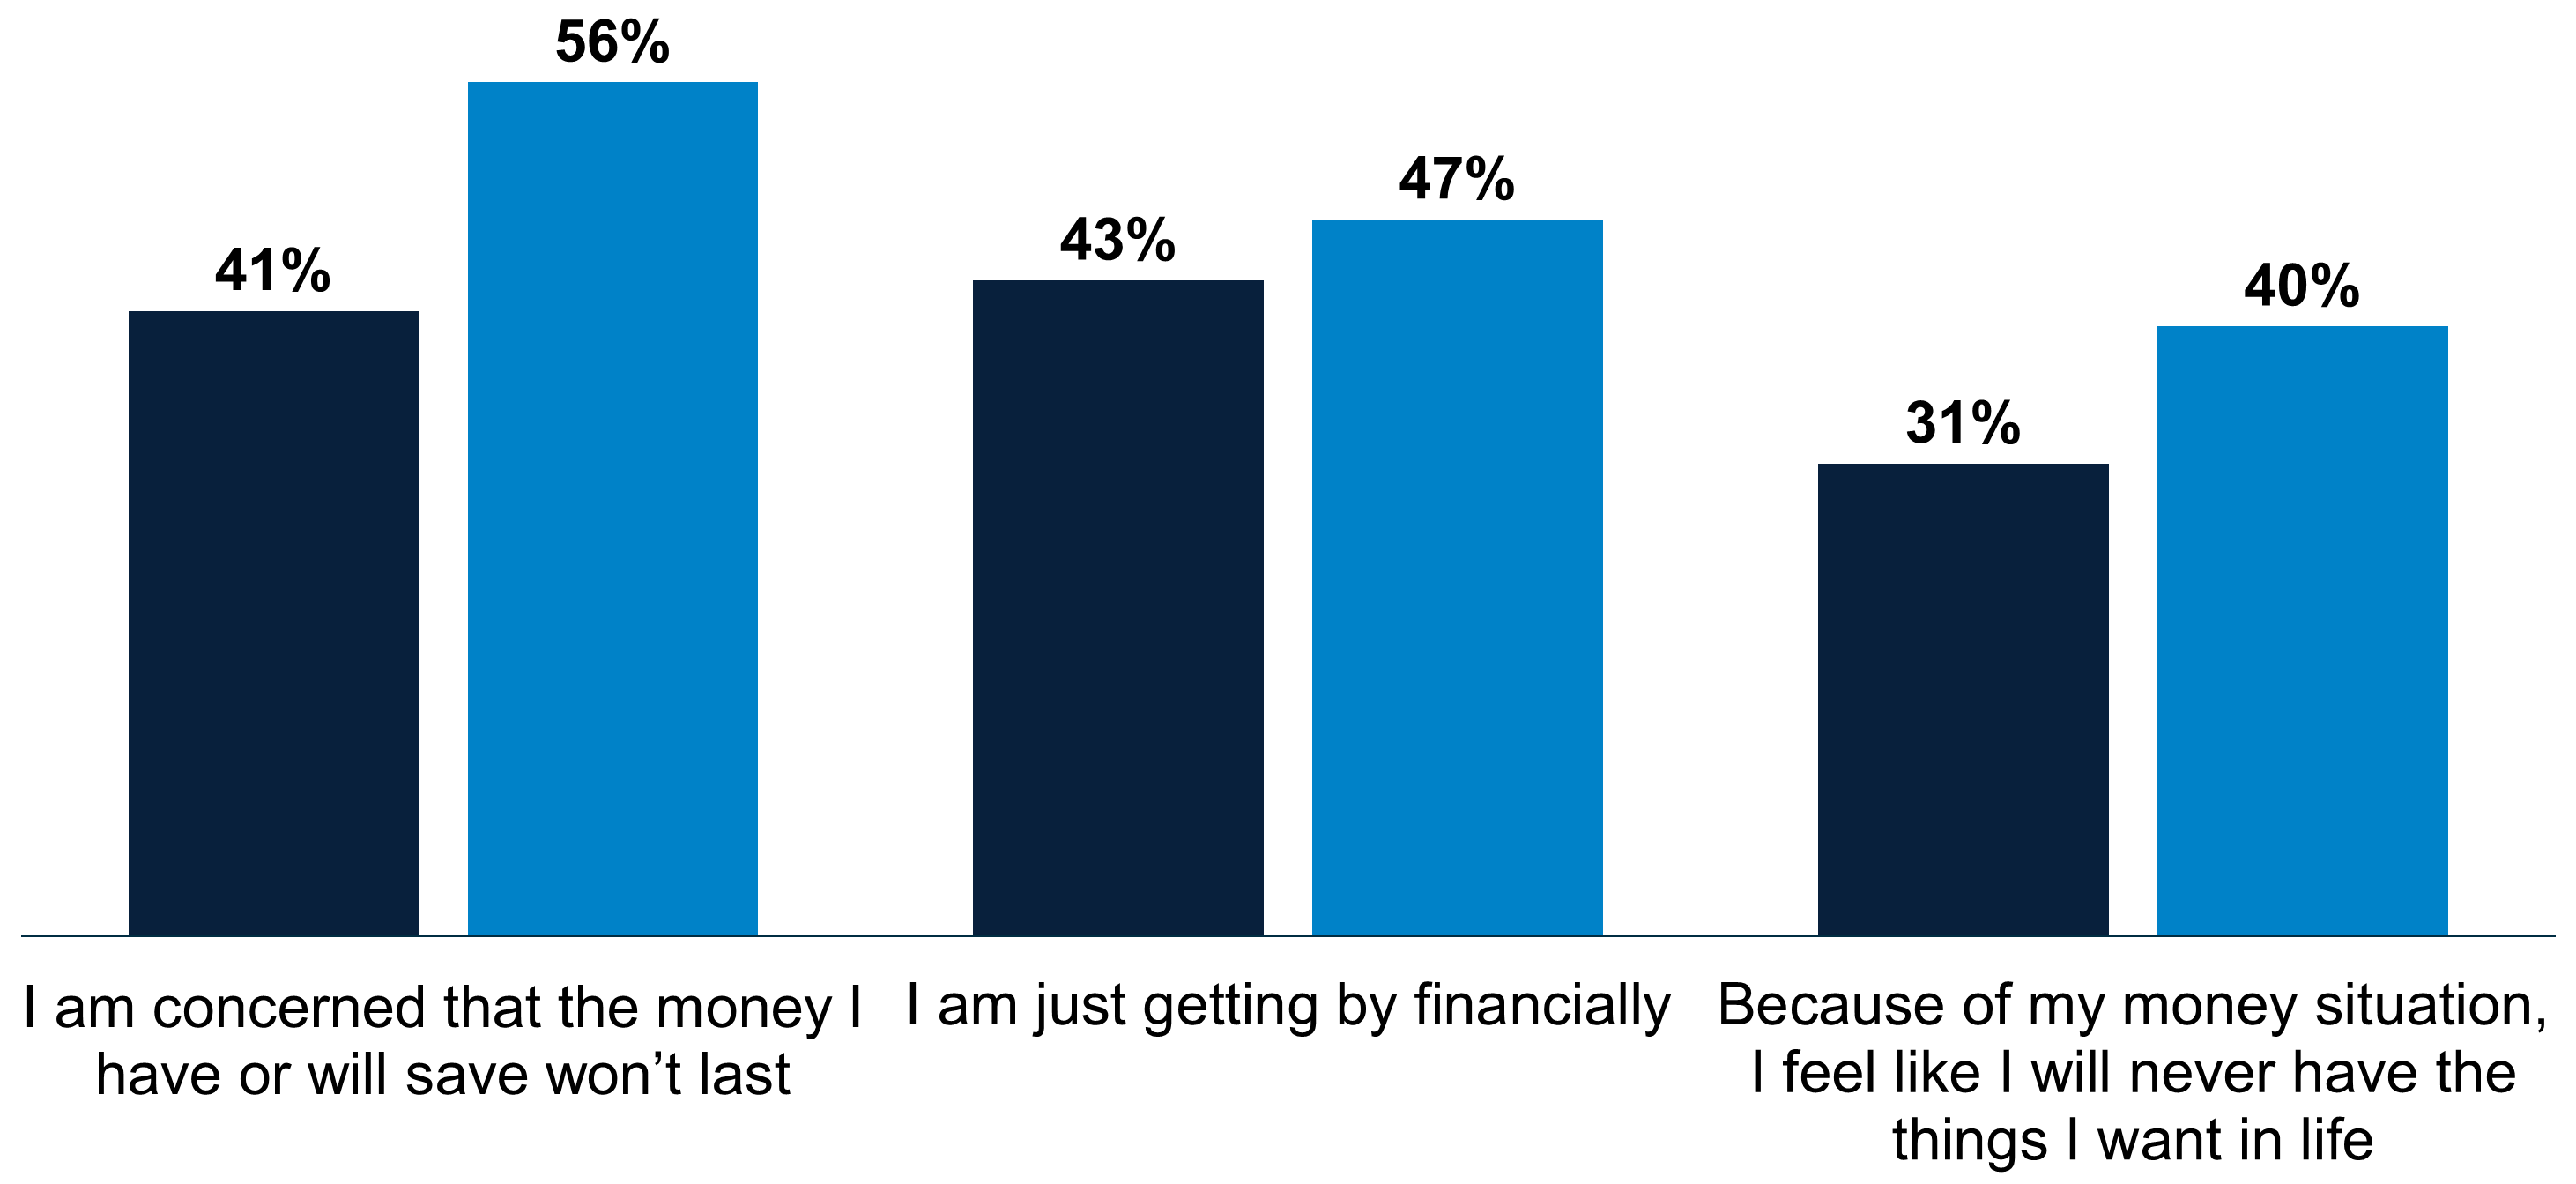 56%
47%
43%
41%
40%
31%
I am concerned that the money I
have or will save won’t last
I am just getting by financially
Because of my money situation,
I feel like I will never have the
things I want in life